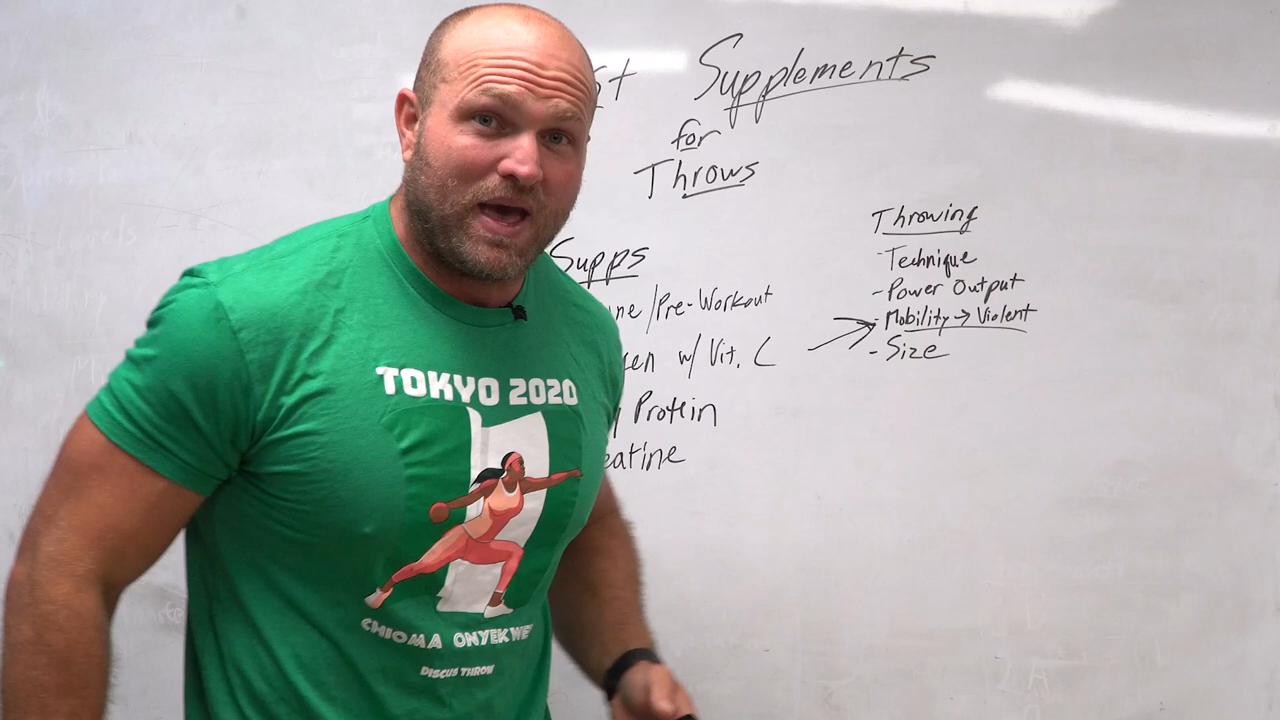 st Supplements
for
Throws
Supps
ine/Pre-Workout
gen w/ Vit. C
Protein
eatine
Throwing
- Technique
- Power Output
- Mobility → Violent
- Size
TOKYO 2020
CHIOMA ONYEKWE
DISCUS THROW